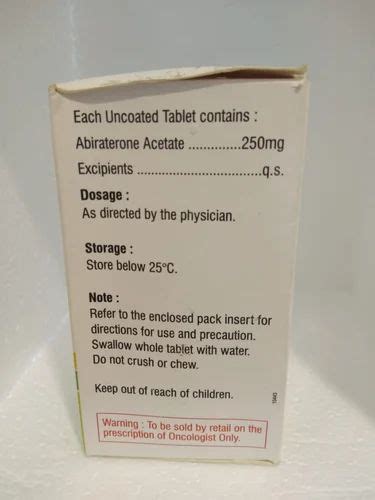 Each Uncoated Tablet contains :
Abiraterone Acetate ..............250mg
Excipients ..................................q.s.
Dosage :
As directed by the physician.
Storage :
Store below 25°C.
Note :
Refer to the enclosed pack insert for
directions for use and precaution.
Swallow whole tablet with water.
Do not crush or chew.
Keep out of reach of children.
Warning : To be sold by retail on the
prescription of Oncologist Only.